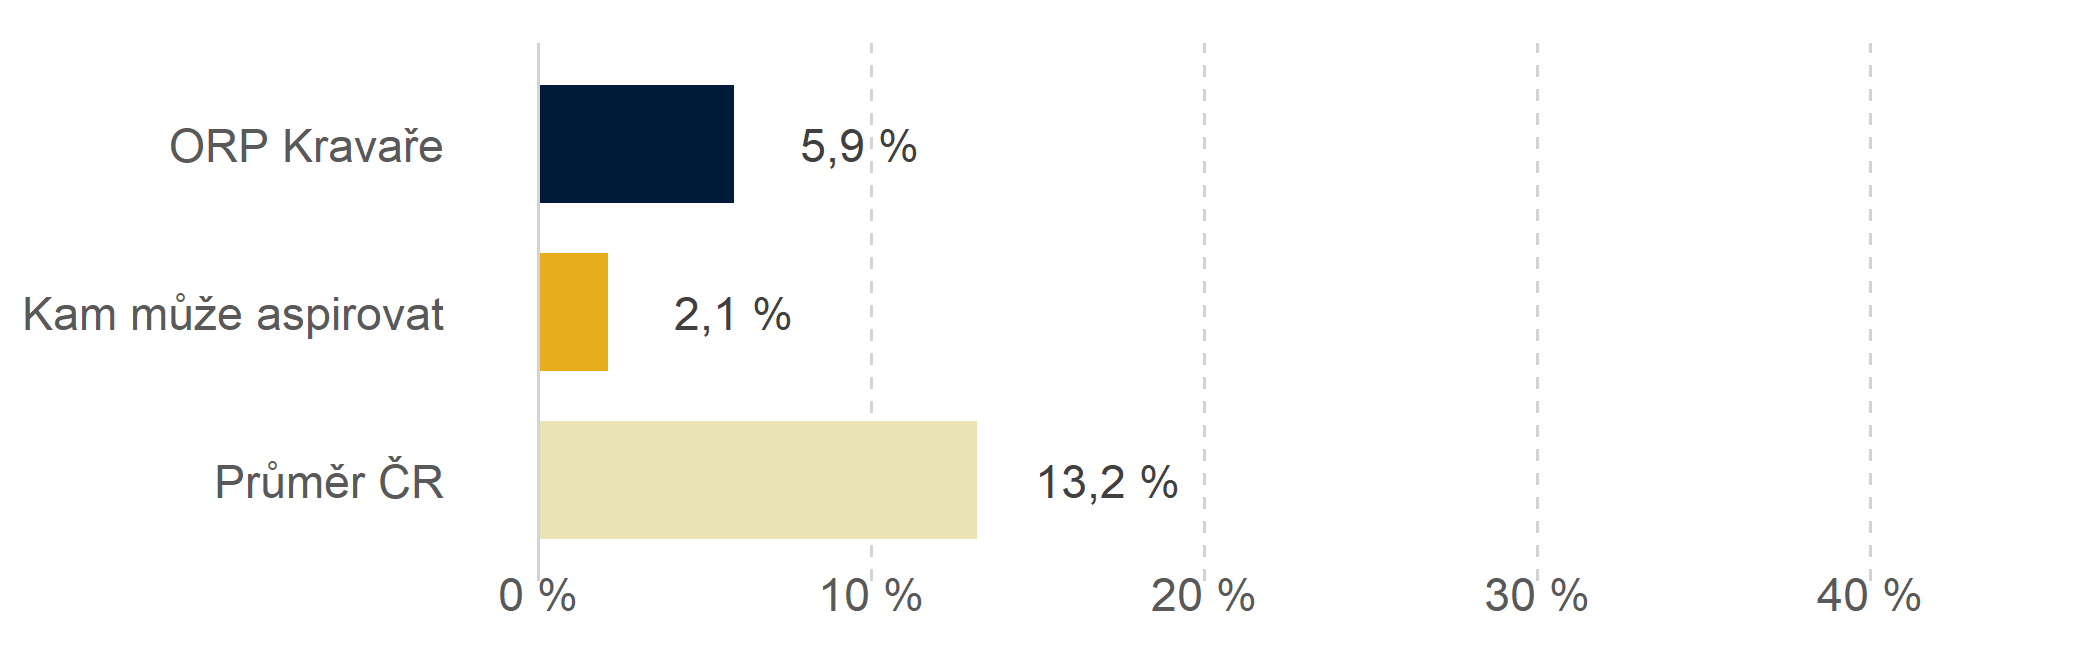 ORP Kravaře
5,9 %
Kam může aspirovat
2,1 %
Průměr ČR
13,2 %
0 %
10 %
20 %
30 %
40 %